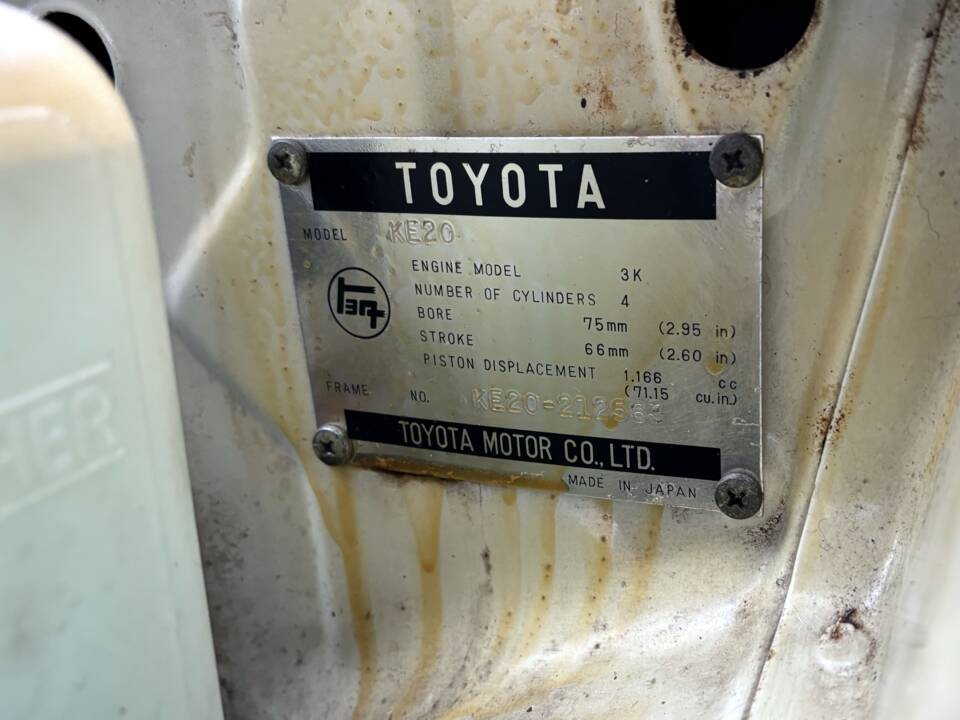 TOYOTA
MODEL KE20
ENGINE MODEL 3K
NUMBER OF CYLINDERS 4
BORE 75mm (2.95 in)
STROKE 66mm (2.60 in)
PISTON DISPLACEMENT 1.166 cc
(71.15 cu.in.)
FRAME NO.
TOYOTA MOTOR CO., LTD.
MADE IN JAPAN